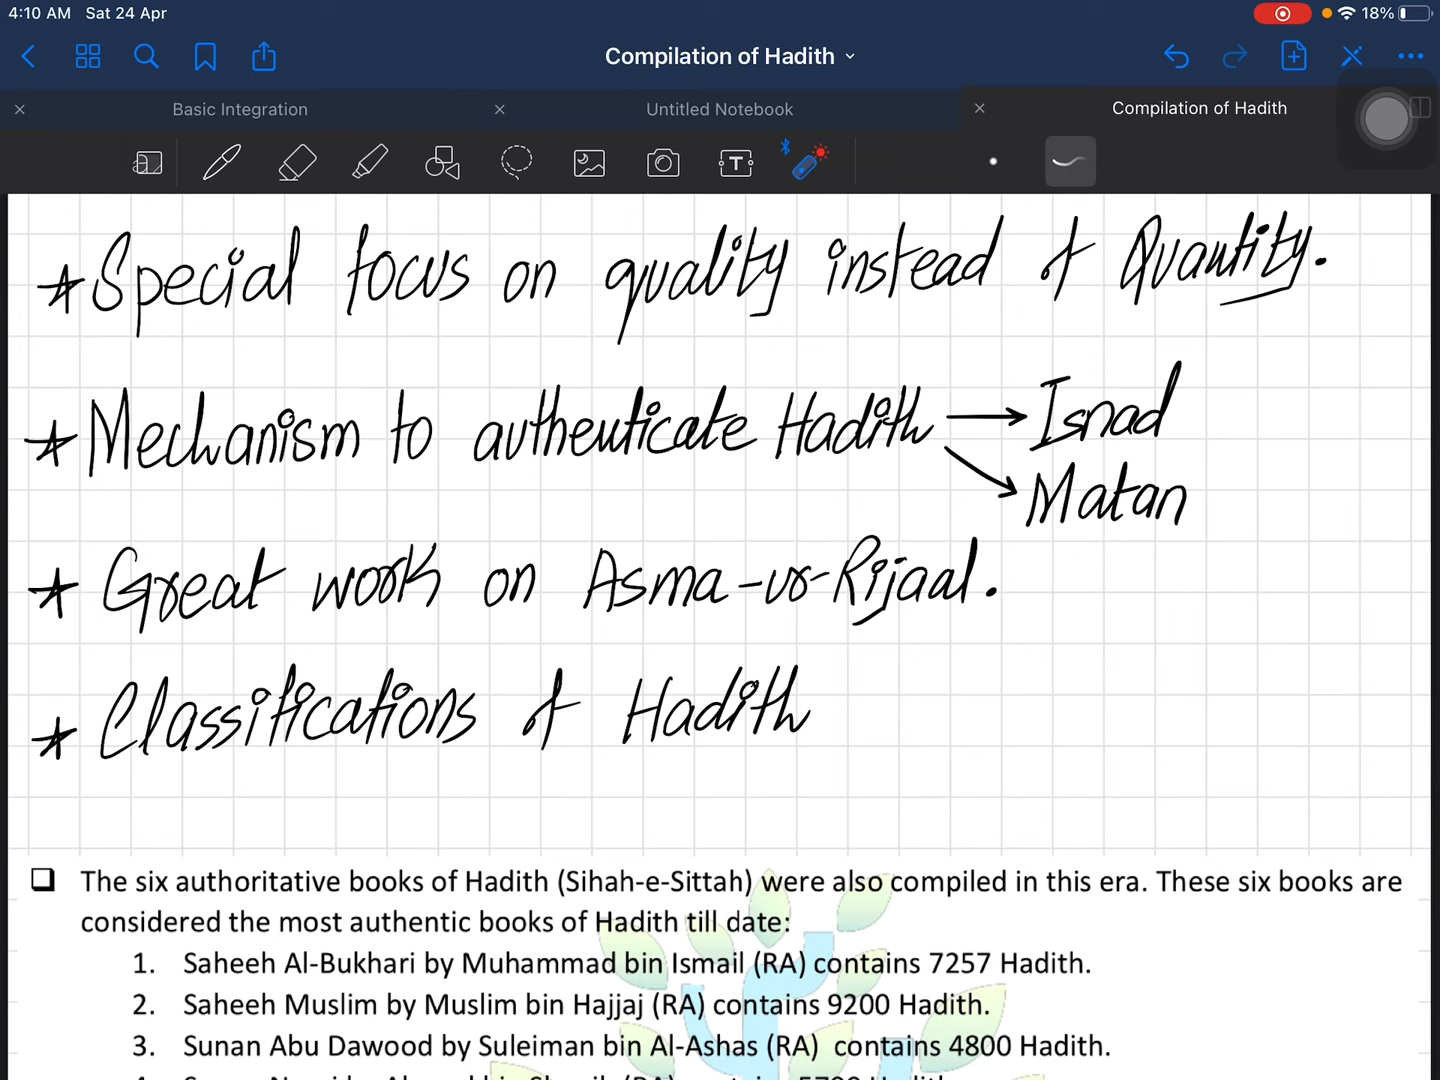 4:10 AM Sat 24 Apr 18%
Compilation of Hadith
Basic Integration Untitled Notebook Compilation of Hadith
T
* Special focus on quality instead of Quantity.
* Mechanism to authenticate Hadith → Isnad
→ Matan
* Great work on Asma-ur-Rijaal.
* Classifications of Hadith
The six authoritative books of Hadith (Sihah-e-Sittah) were also compiled in this era. These six books are
considered the most authentic books of Hadith till date:
1. Saheeh Al-Bukhari by Muhammad bin Ismail (RA) contains 7257 Hadith.
2. Saheeh Muslim by Muslim bin Hajjaj (RA) contains 9200 Hadith.
3. Sunan Abu Dawood by Suleiman bin Al-Ashas (RA) contains 4800 Hadith.